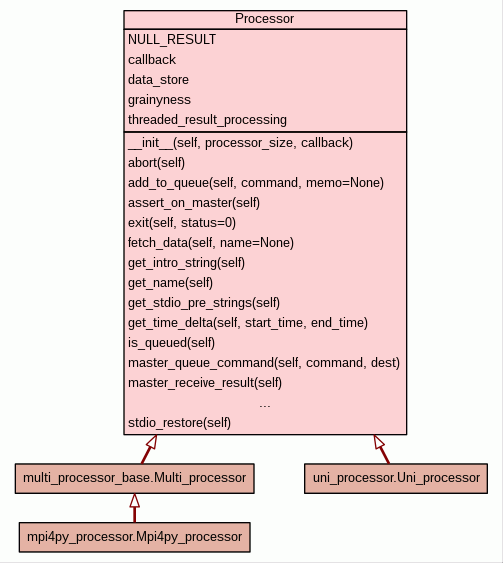 Processor
NULL_RESULT
callback
data_store
grainyness
threaded_result_processing
__init__(self, processor_size, callback)
abort(self)
add_to_queue(self, command, memo=None)
assert_on_master(self)
exit(self, status=0)
fetch_data(self, name=None)
get_intro_string(self)
get_name(self)
get_stdio_pre_strings(self)
get_time_delta(self, start_time, end_time)
is_queued(self)
master_queue_command(self, command, dest)
master_receive_result(self)
...
stdio_restore(self)
multi_processor_base.Multi_processor
uni_processor.Uni_processor
mpi4py_processor.Mpi4py_processor